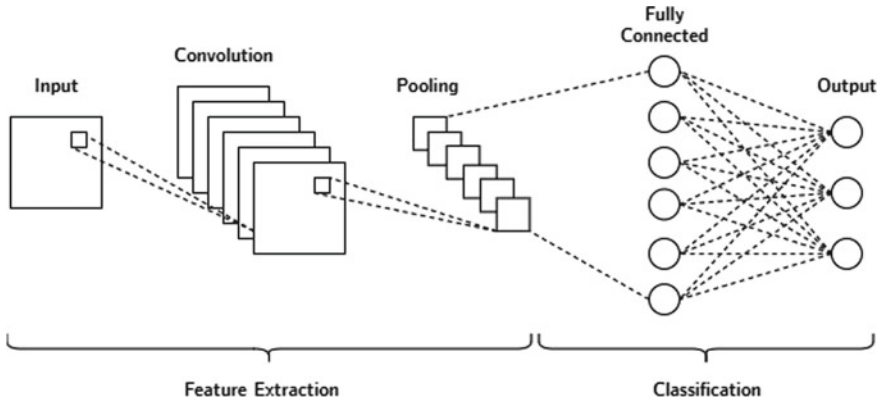 Input
Convolution
Pooling
Fully
Connected
Output
Feature Extraction
Classification